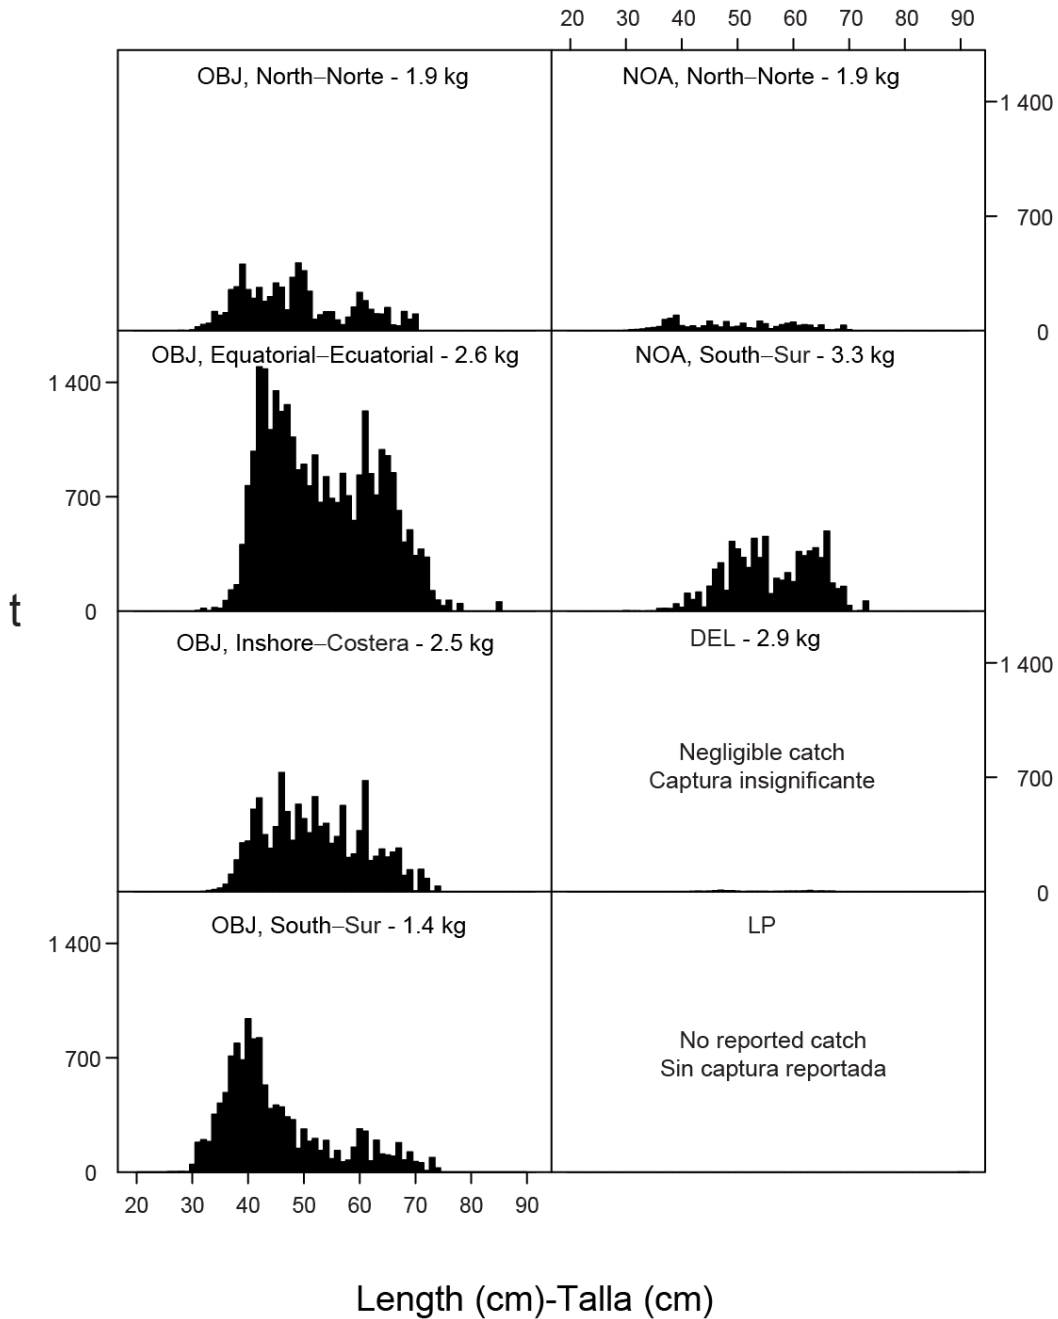 20 30 40 50 60 70 80 90
OBJ, North–Norte - 1.9 kg
NOA, North–Norte - 1.9 kg
1 400
700
0
OBJ, Equatorial–Ecuatorial - 2.6 kg
NOA, South–Sur - 3.3 kg
1 400
700
0
t
OBJ, Inshore–Costera - 2.5 kg
DEL - 2.9 kg
1 400
Negligible catch
Captura insignificante
700
0
OBJ, South–Sur - 1.4 kg
LP
1 400
No reported catch
Sin captura reportada
700
0
20 30 40 50 60 70 80 90
Length (cm)-Talla (cm)